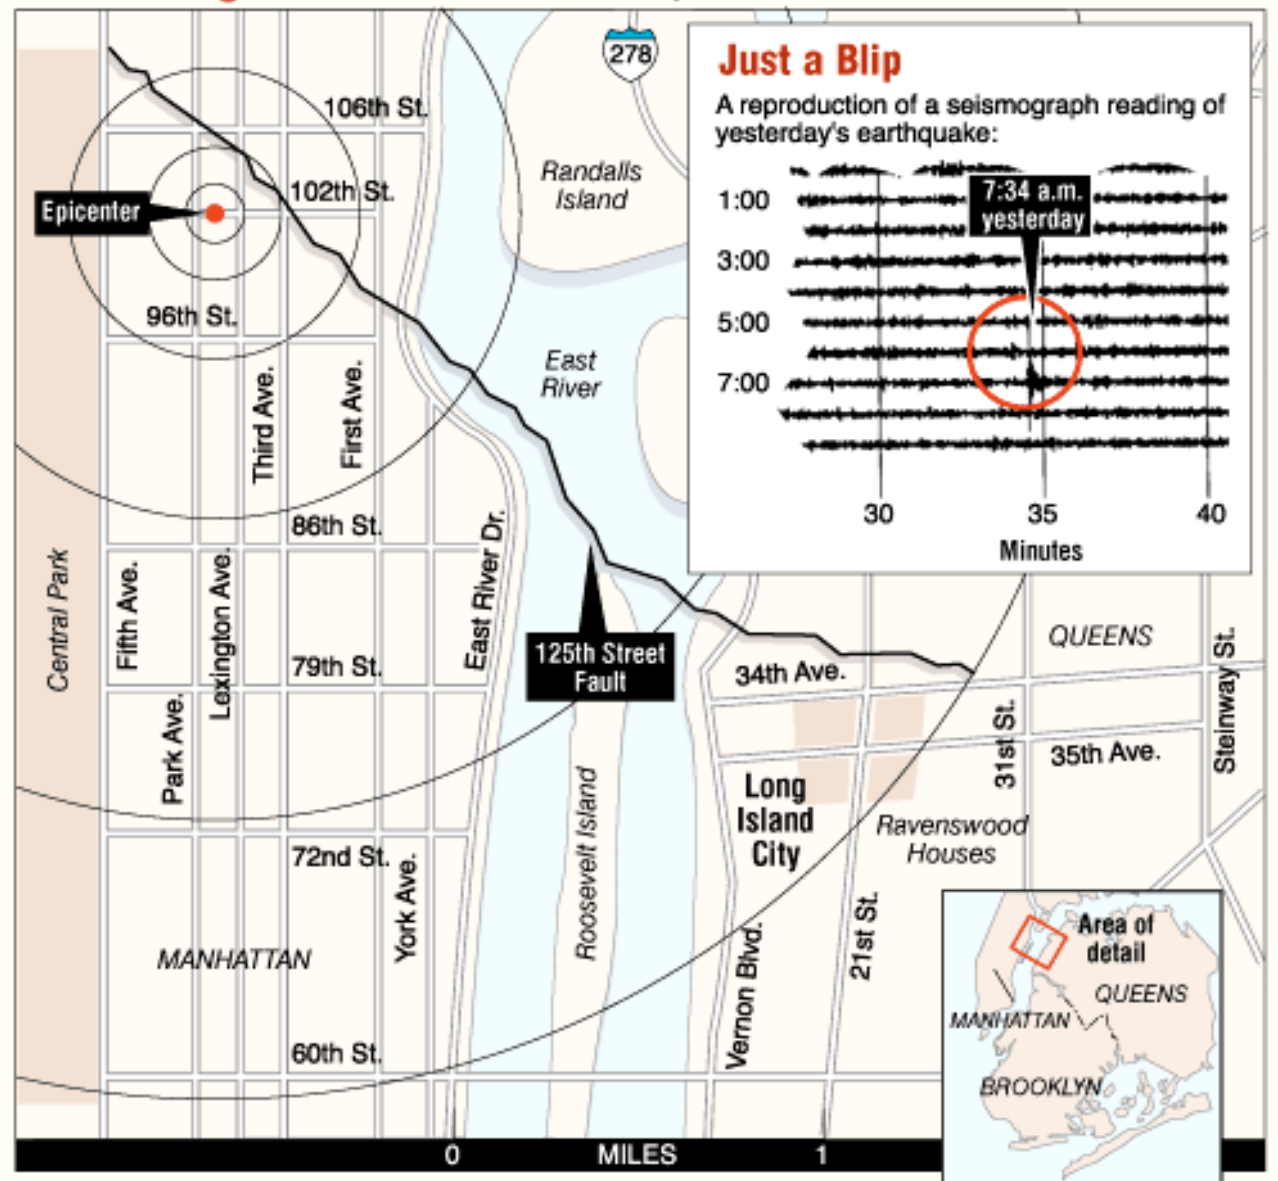 278
106th St.
Randalls
Island
102th St.
Epicenter
96th St.
East
River
Third Ave.
First Ave.
86th St.
East River Dr.
Central Park
Fifth Ave.
Lexington Ave.
79th St.
Park Ave.
125th Street
Fault
34th Ave.
QUEENS
31st St.
35th Ave.
Steinway St.
Long
Island
City
Ravenswood
Houses
Roosevelt Island
72nd St.
York Ave.
MANHATTAN
Vernon Blvd.
21st St.
60th St.
0 MILES 1
Just a Blip
A reproduction of a seismograph reading of
yesterday's earthquake:
7:34 a.m.
yesterday
1:00
3:00
5:00
7:00
30 35 40
Minutes
Area of
detail
QUEENS
MANHATTAN
BROOKLYN